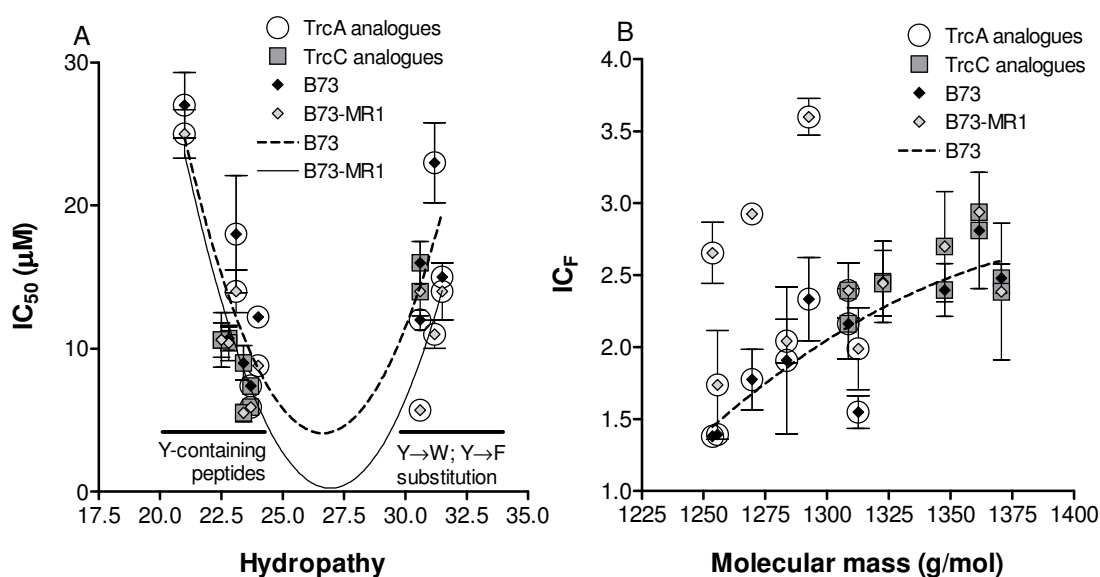 A
TrcA analogues
TrcC analogues
B73
B73-MR1
B73
B73-MR1
30
20
10
0
IC50 (μM)
Y-containing
peptides
Y→W; Y→F
substitution
17.5 20.0 22.5 25.0 27.5 30.0 32.5 35.0
Hydropathy
B
TrcA analogues
TrcC analogues
B73
B73-MR1
B73
4.0
3.5
3.0
2.5
2.0
1.5
1.0
ICF
1225 1250 1275 1300 1325 1350 1375 1400
Molecular mass (g/mol)